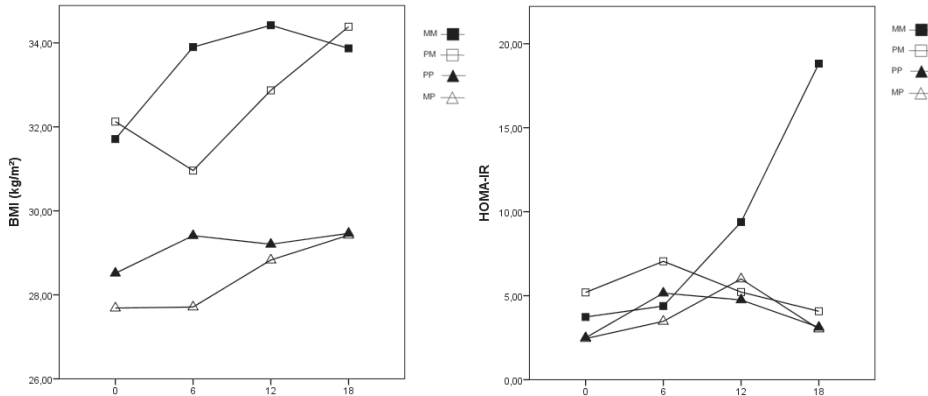 BMI (kg/m²)
34,00
32,00
30,00
28,00
26,00
0 6 12 18
MM
PM
PP
MP
HOMA-IR
20,00
15,00
10,00
5,00
0,00
0 6 12 18
MM
PM
PP
MP